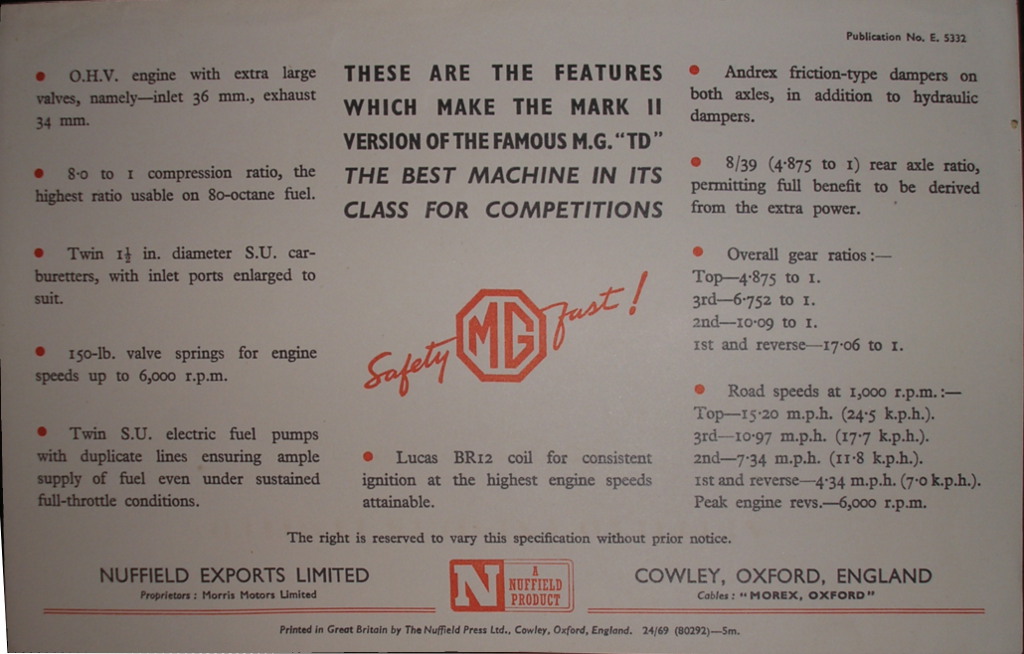 Publication No. E. 5332
• O.H.V. engine with extra large
valves, namely—inlet 36 mm., exhaust
34 mm.
• 8·0 to 1 compression ratio, the
highest ratio usable on 80-octane fuel.
• Twin 1½ in. diameter S.U. car-
buretters, with inlet ports enlarged to
suit.
• 150-lb. valve springs for engine
speeds up to 6,000 r.p.m.
• Twin S.U. electric fuel pumps
with duplicate lines ensuring ample
supply of fuel even under sustained
full-throttle conditions.
THESE ARE THE FEATURES
WHICH MAKE THE MARK II
VERSION OF THE FAMOUS M.G. "TD"
THE BEST MACHINE IN ITS
CLASS FOR COMPETITIONS
Safety MG fast!
• Lucas BR12 coil for consistent
ignition at the highest engine speeds
attainable.
• Andrex friction-type dampers on
both axles, in addition to hydraulic
dampers.
• 8/39 (4·875 to 1) rear axle ratio,
permitting full benefit to be derived
from the extra power.
• Overall gear ratios:—
Top—4·875 to 1.
3rd—6·752 to 1.
2nd—10·09 to 1.
1st and reverse—17·06 to 1.
• Road speeds at 1,000 r.p.m.:—
Top—15·20 m.p.h. (24·5 k.p.h.).
3rd—10·97 m.p.h. (17·7 k.p.h.).
2nd—7·34 m.p.h. (11·8 k.p.h.).
1st and reverse—4·34 m.p.h. (7·0 k.p.h.).
Peak engine revs.—6,000 r.p.m.
The right is reserved to vary this specification without prior notice.
NUFFIELD EXPORTS LIMITED
Proprietors: Morris Motors Limited
N
A
NUFFIELD
PRODUCT
COWLEY, OXFORD, ENGLAND
Cables: "MOREX, OXFORD"
Printed in Great Britain by The Nuffield Press Ltd., Cowley, Oxford, England. 24/69 (80292)—5m.